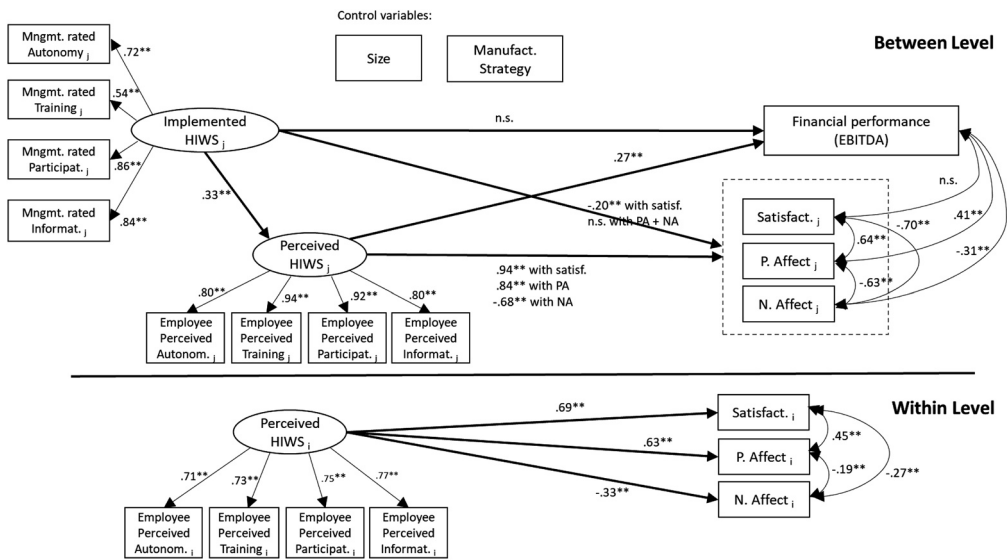 Control variables:
Size
Manufact.
Strategy
Between Level
Mngmt. rated
Autonomy j
.72**
Mngmt. rated
Training j
.54**
Mngmt. rated
Participat. j
.86**
Mngmt. rated
Informat. j
.84**
Implemented
HIWS j
n.s.
Financial performance
(EBITDA)
.27**
.33**
-.20** with satisf.
n.s. with PA + NA
Perceived
HIWS j
.94** with satisf.
.84** with PA
-.68** with NA
Satisfact. j
P. Affect j
N. Affect j
n.s.
.41**
-.31**
-.70**
.64**
-.63**
.80**
.94**
.92**
.80**
Employee
Perceived
Autonom. j
Employee
Perceived
Training j
Employee
Perceived
Participat. j
Employee
Perceived
Informat. j
Within Level
Perceived
HIWS i
.69**
.63**
-.33**
Satisfact. i
P. Affect i
N. Affect i
.45**
-.19**
-.27**
.71**
.73**
.75**
.77**
Employee
Perceived
Autonom. i
Employee
Perceived
Training i
Employee
Perceived
Participat. i
Employee
Perceived
Informat. i